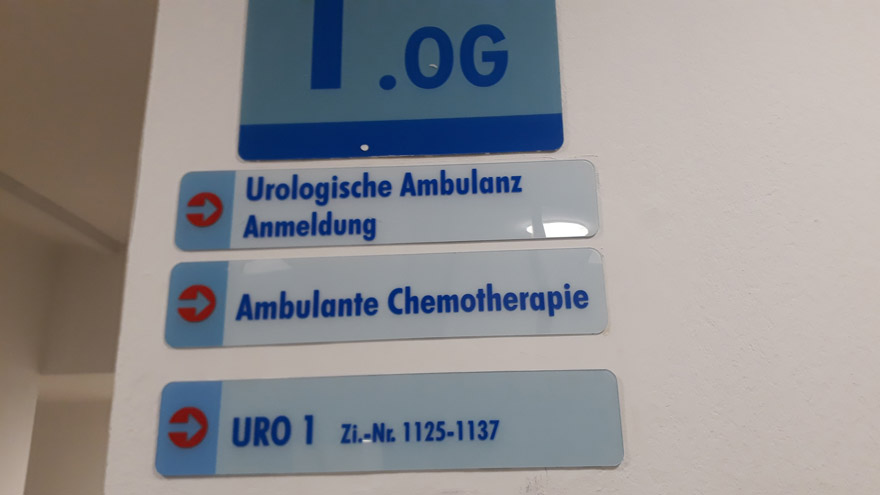 1.OG
Urologische Ambulanz
Anmeldung
Ambulante Chemotherapie
URO 1 Zi.-Nr. 1125-1137